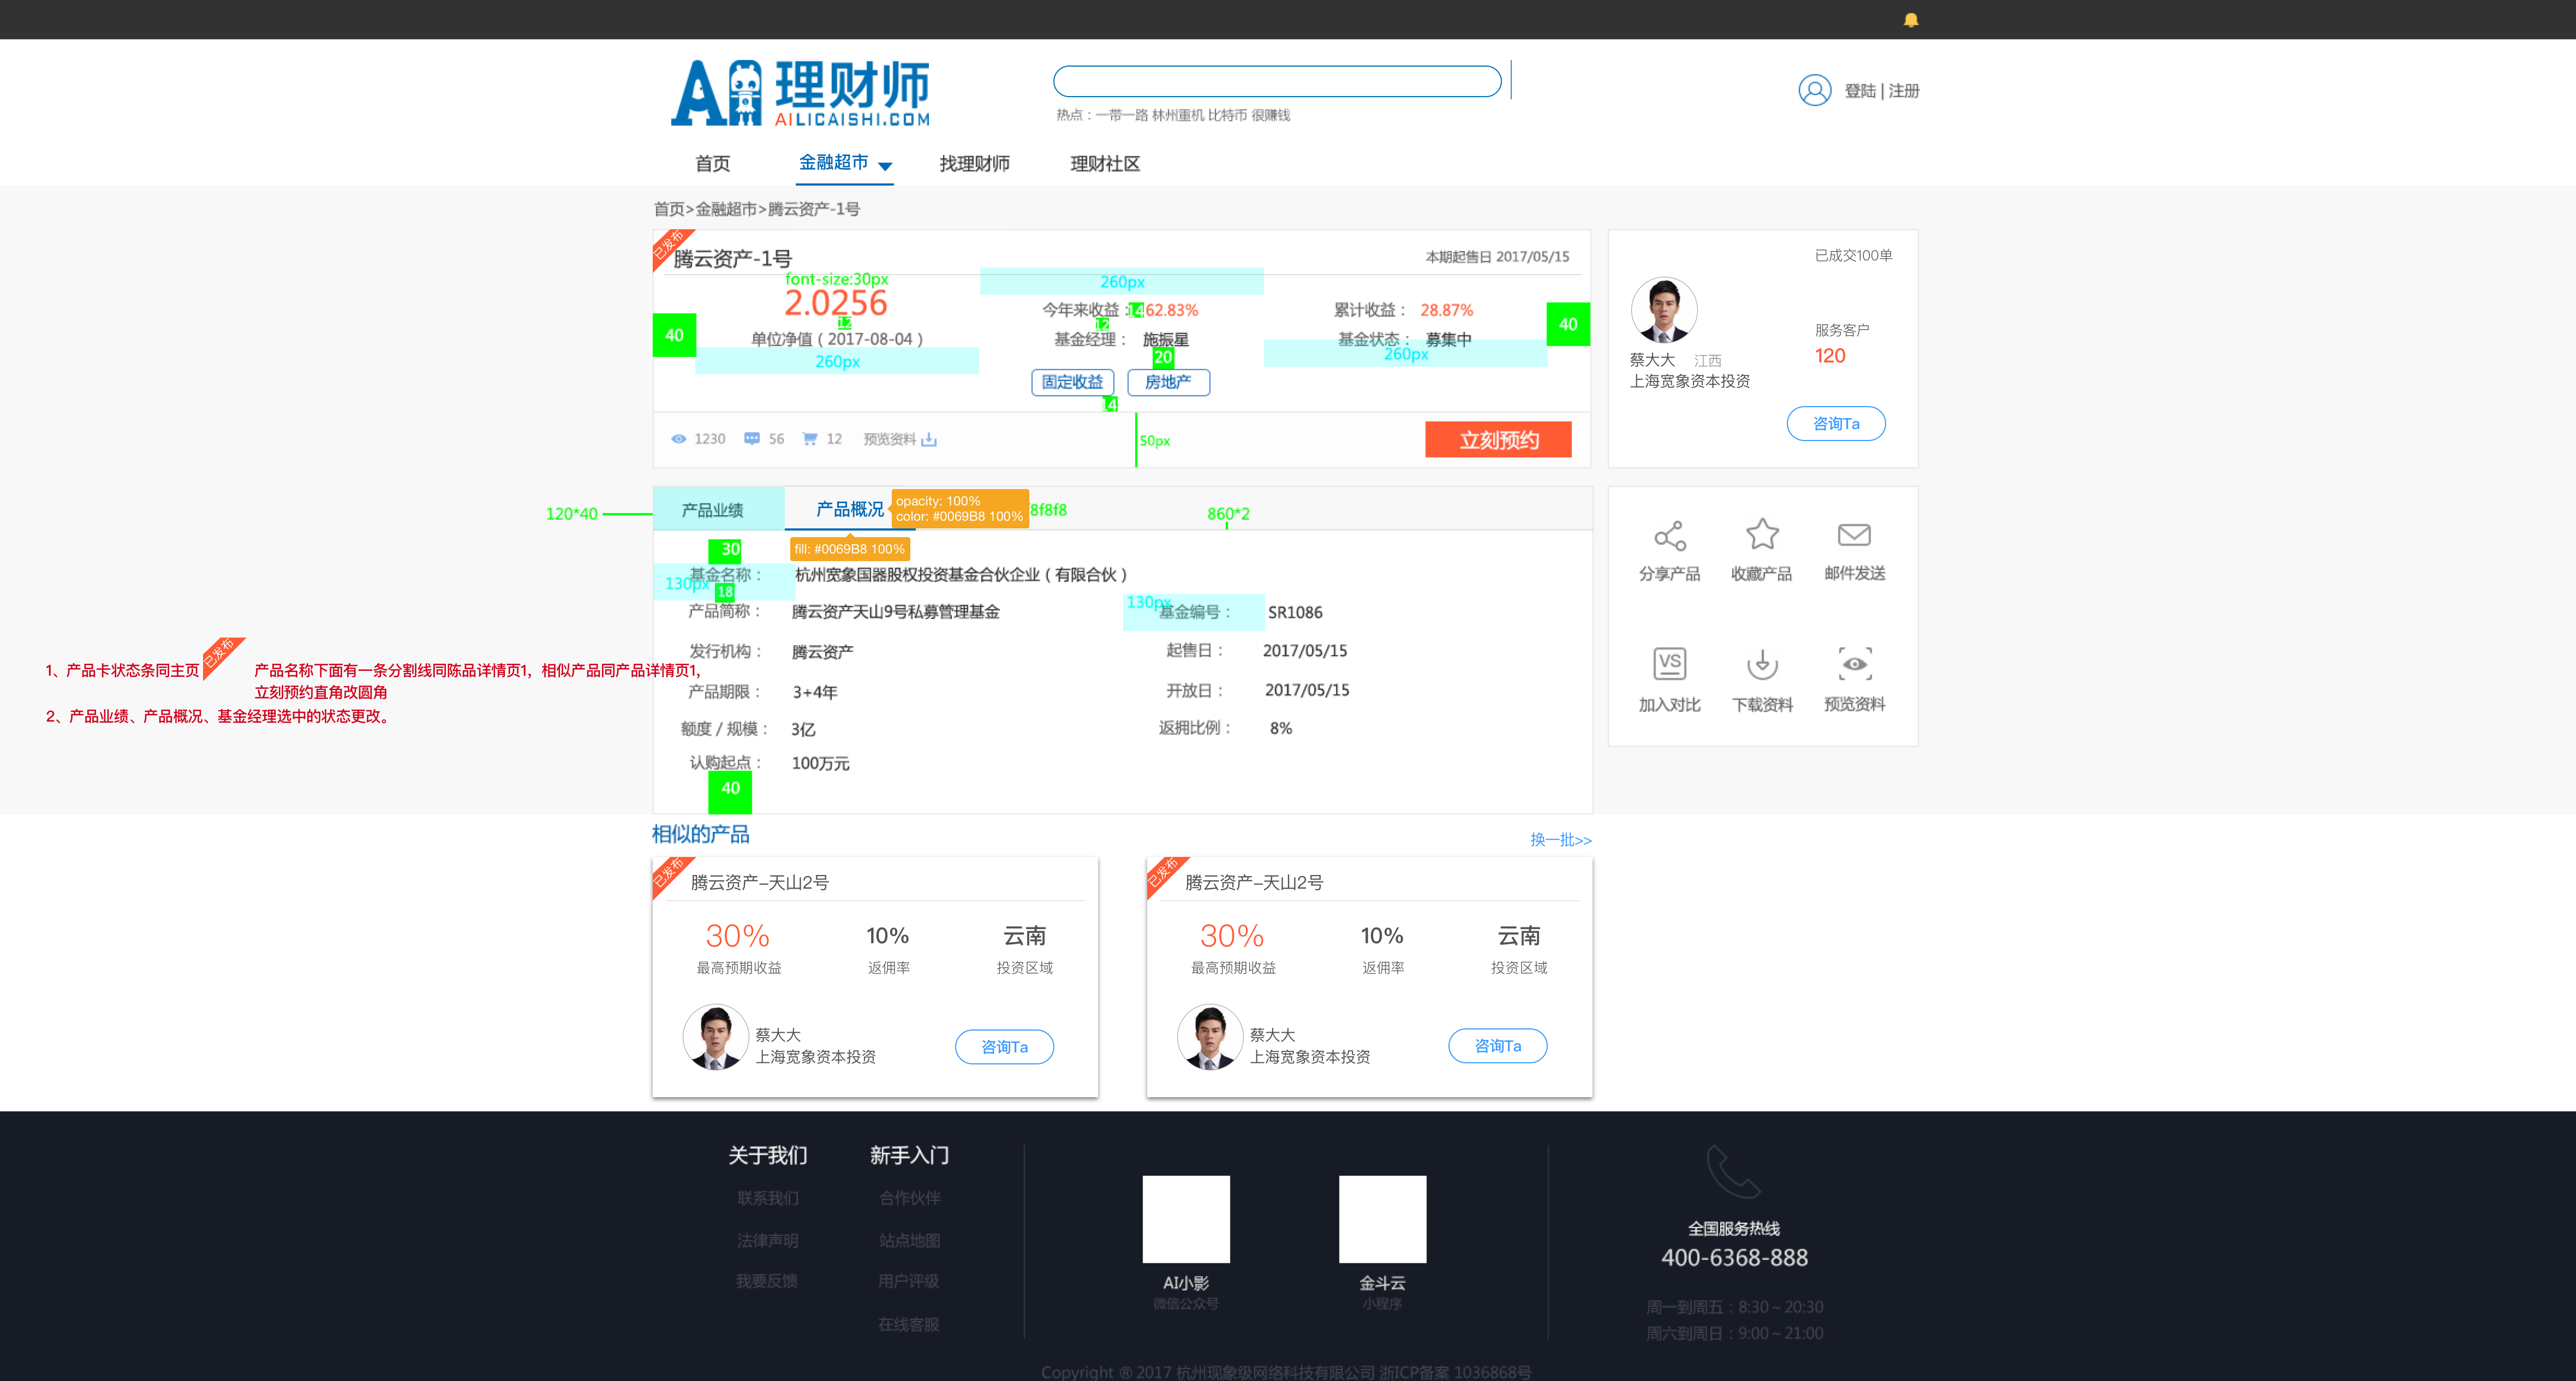 理财师
AILICAISHI.COM
热点：一带一路 林州重机 比特币 很赚钱
登陆 | 注册
首页
金融超市
找理财师
理财社区
首页>金融超市>腾云资产-1号
已发布
腾云资产-1号
本期起售日 2017/05/15
font-size:30px
260px
2.0256
今年来收益：
14
62.83%
累计收益：
28.87%
40
12
12
40
单位净值（2017-08-04）
基金经理：
施振星
基金状态：
募集中
260px
20
260px
固定收益
房地产
14
1230
56
12
预览资料
50px
立刻预约
已成交100单
服务客户
120
蔡大大
江西
上海宽象资本投资
咨询Ta
120*40
产品业绩
产品概况
opacity: 100%
color: #0069B8 100%
8f8f8
860*2
fill: #0069B8 100%
30
基金名称：
杭州宽象国器股权投资基金合伙企业（有限合伙）
130px
18
产品简称：
腾云资产天山9号私募管理基金
130px
基金编号：
SR1086
发行机构：
腾云资产
起售日：
2017/05/15
产品期限：
3+4年
开放日：
2017/05/15
额度 / 规模：
3亿
返拥比例：
8%
认购起点：
100万元
40
分享产品
收藏产品
邮件发送
VS
加入对比
下载资料
预览资料
1、产品卡状态条同主页
已发布
产品名称下面有一条分割线同陈品详情页1，相似产品同产品详情页1，
立刻预约直角改圆角
2、产品业绩、产品概况、基金经理选中的状态更改。
相似的产品
换一批>>
已发布
腾云资产–天山2号
30%
10%
云南
最高预期收益
返佣率
投资区域
蔡大大
上海宽象资本投资
咨询Ta
已发布
腾云资产–天山2号
30%
10%
云南
最高预期收益
返佣率
投资区域
蔡大大
上海宽象资本投资
咨询Ta
关于我们
联系我们
法律声明
我要反馈
新手入门
合作伙伴
站点地图
用户评级
在线客服
AI小影
微信公众号
金斗云
小程序
全国服务热线
400-6368-888
周一到周五：8:30 ~ 20:30
周六到周日：9:00 ~ 21:00
Copyright ® 2017 杭州现象级网络科技有限公司 浙ICP备案 1036868号